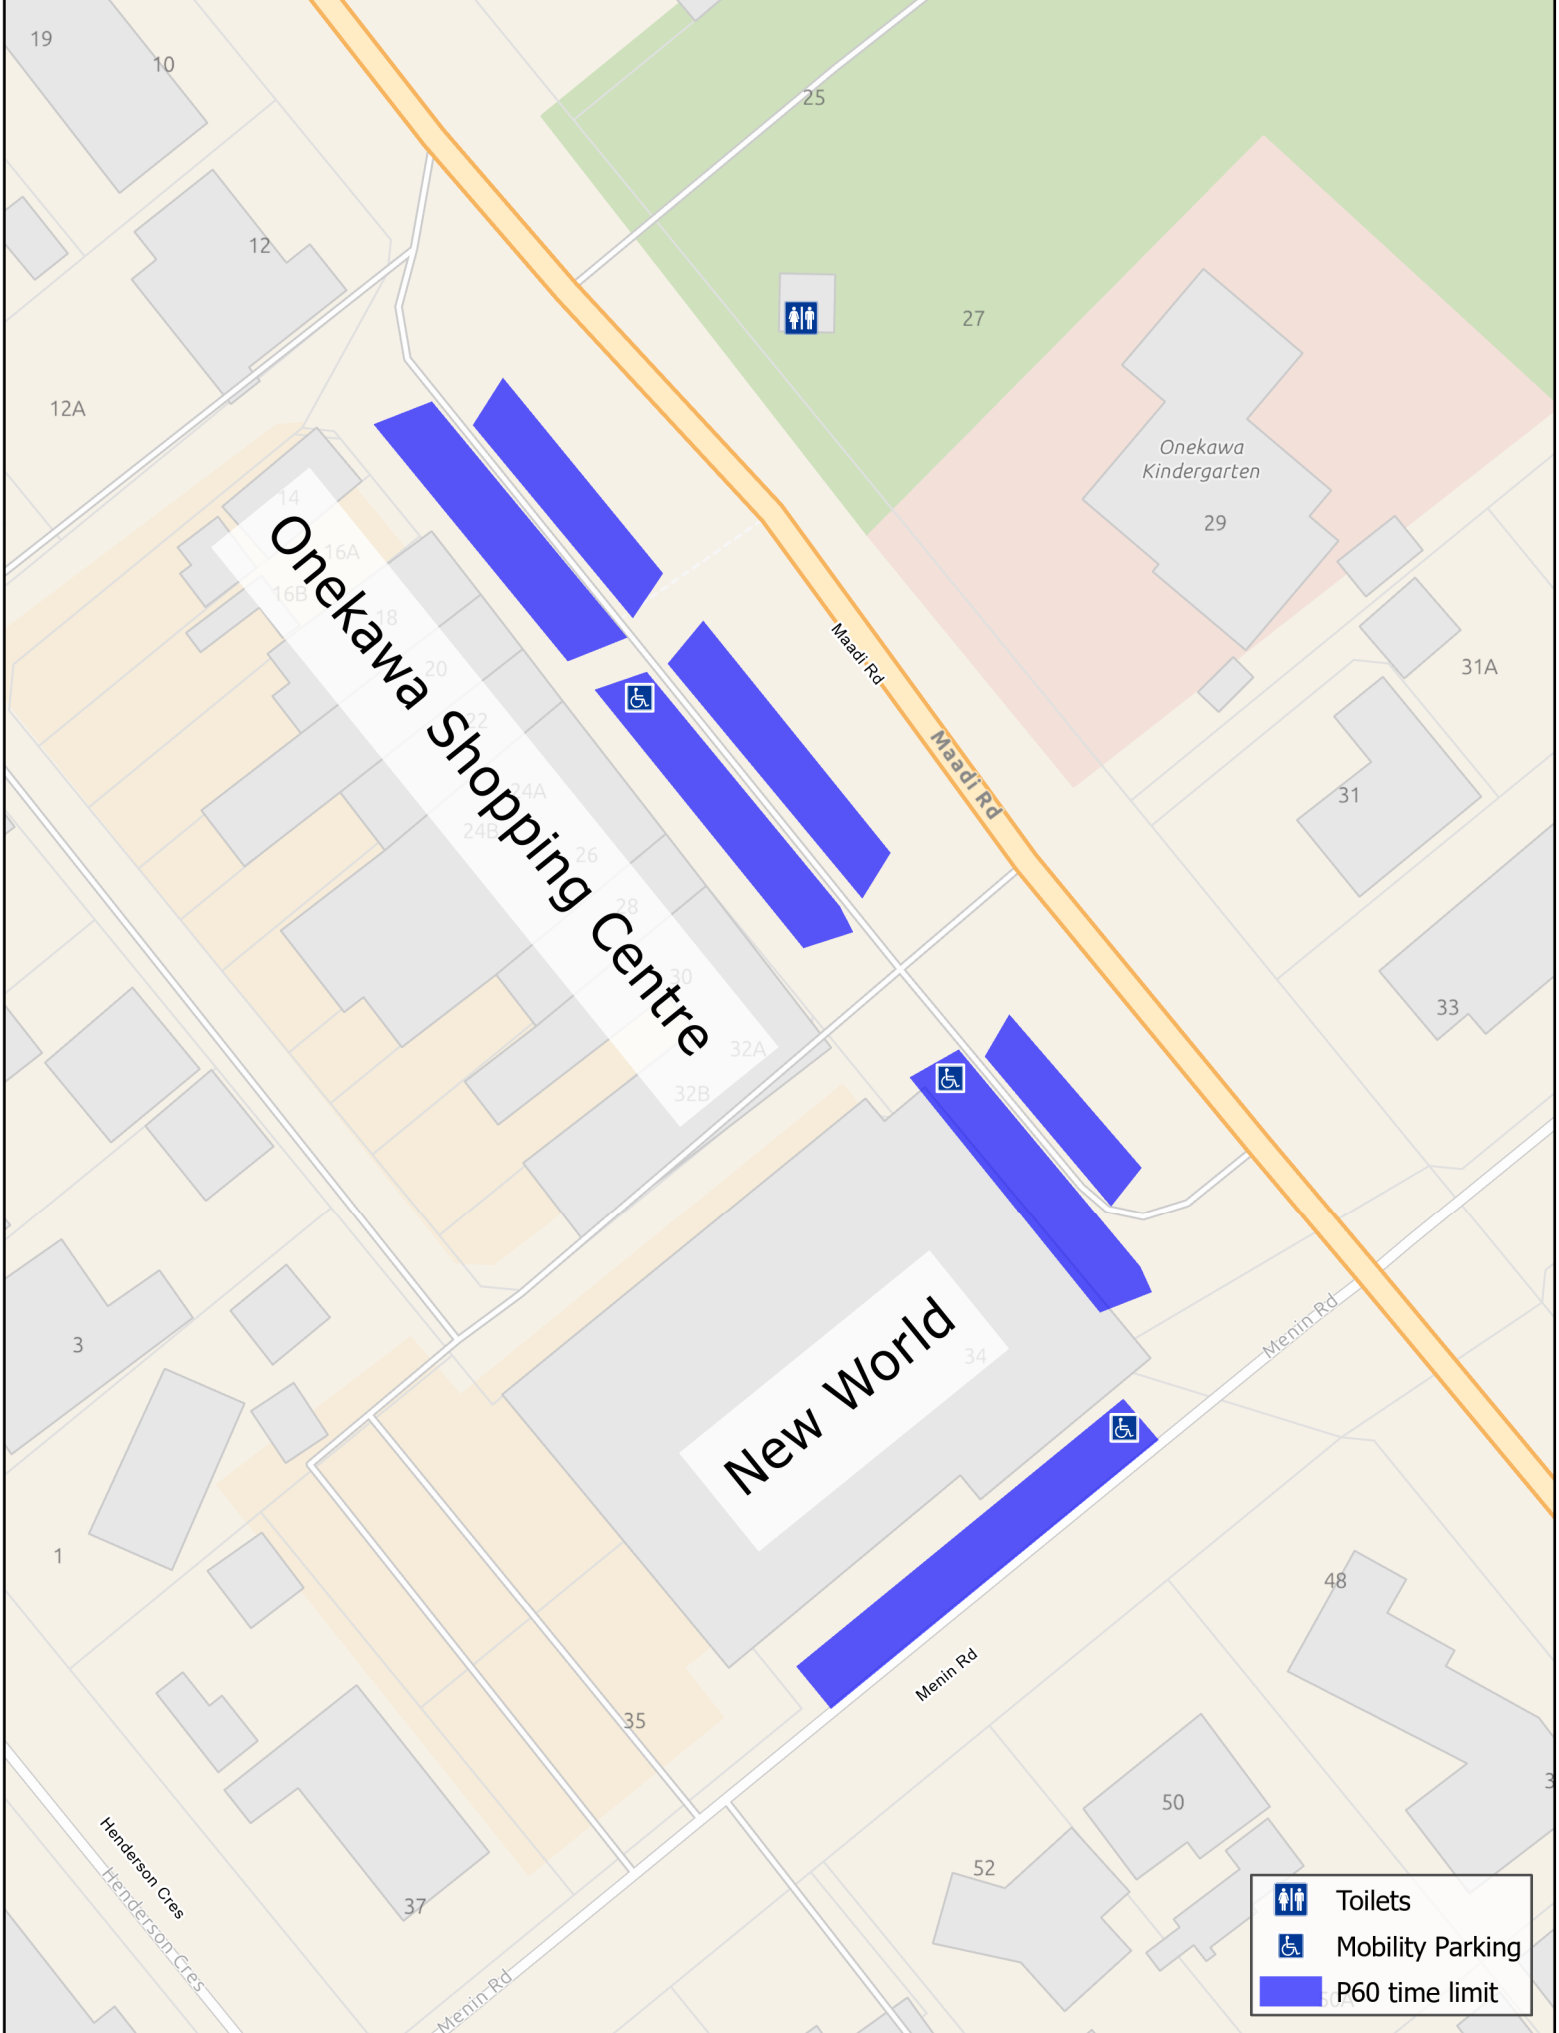 19
10
25
12
27
12A
Onekawa
Kindergarten
29
14
16A
16B
18
20
22
24A
24B
26
28
30
32A
32B
Onekawa Shopping Centre
Maadi Rd
Maadi Rd
31A
31
33
3
34
New World
Menin Rd
1
48
Menin Rd
35
50
52
37
Henderson Cres
Henderson Cres
Menin Rd
Toilets
Mobility Parking
P60 time limit
50A